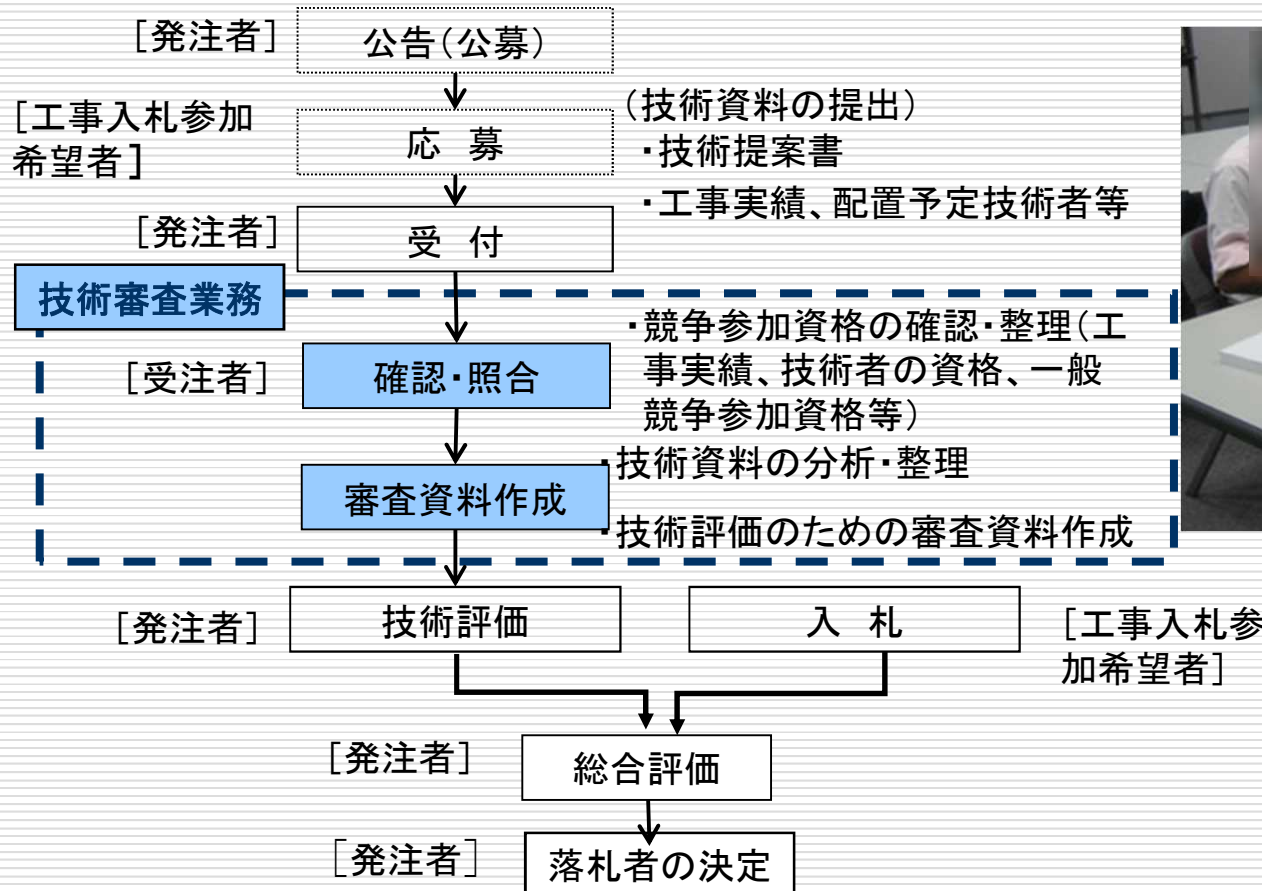 [発注者]
公告(公募)
[工事入札参加
希望者]
応 募
(技術資料の提出)
・技術提案書
・工事実績、配置予定技術者等
[発注者]
受 付
技術審査業務
[受注者]
確認・照合
・競争参加資格の確認・整理(工
事実績、技術者の資格、一般
競争参加資格等)
・技術資料の分析・整理
審査資料作成
・技術評価のための審査資料作成
[発注者]
技術評価
入 札
[工事入札参
加希望者]
[発注者]
総合評価
[発注者]
落札者の決定